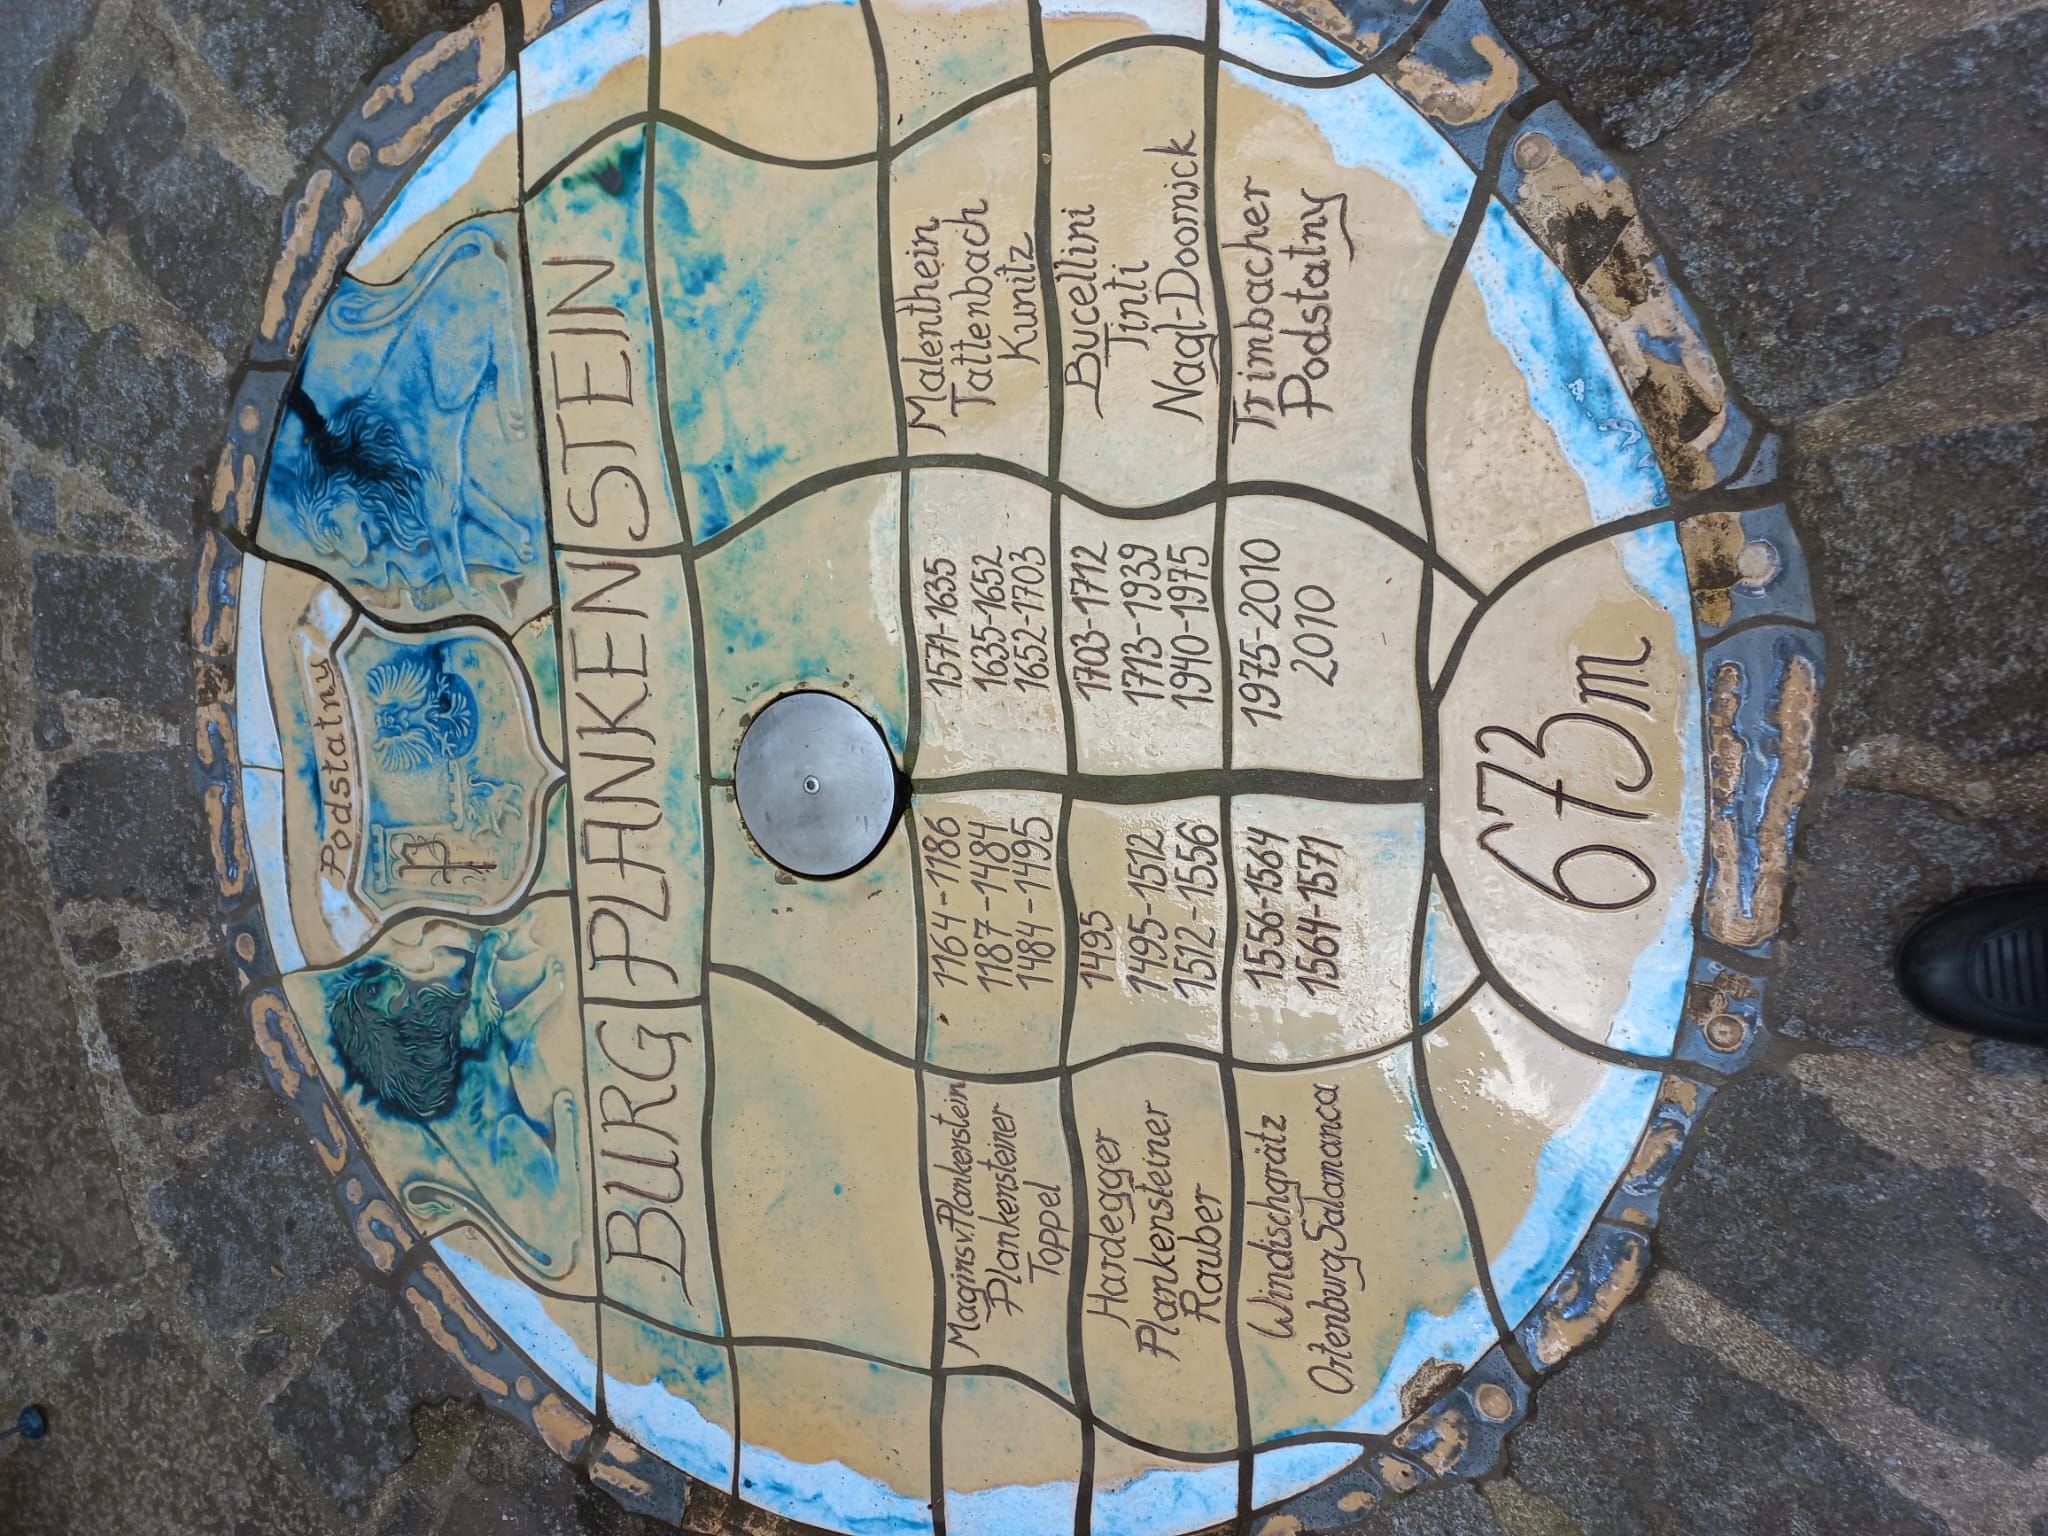 Podstatny
BURG PLANKENSTEIN
Maginsv.Plankenstein 1164-1186 1571-1635 Malenthein
Plankensteiner 1187-1484 1635-1652 Tattenbach
Toppel 1484-1495 1652-1703 Kunitz
Hardegger 1495 1703-1712 Bucellini
Plankensteiner 1495-1512 1713-1939 Tinti
Rauber 1512-1556 1940-1975 Nagl-Doornick
Windischgrätz 1556-1564 1975-2010 Trimbacher
Ortenburg Salamanca 1564-1571 2010 Podstatny
673m